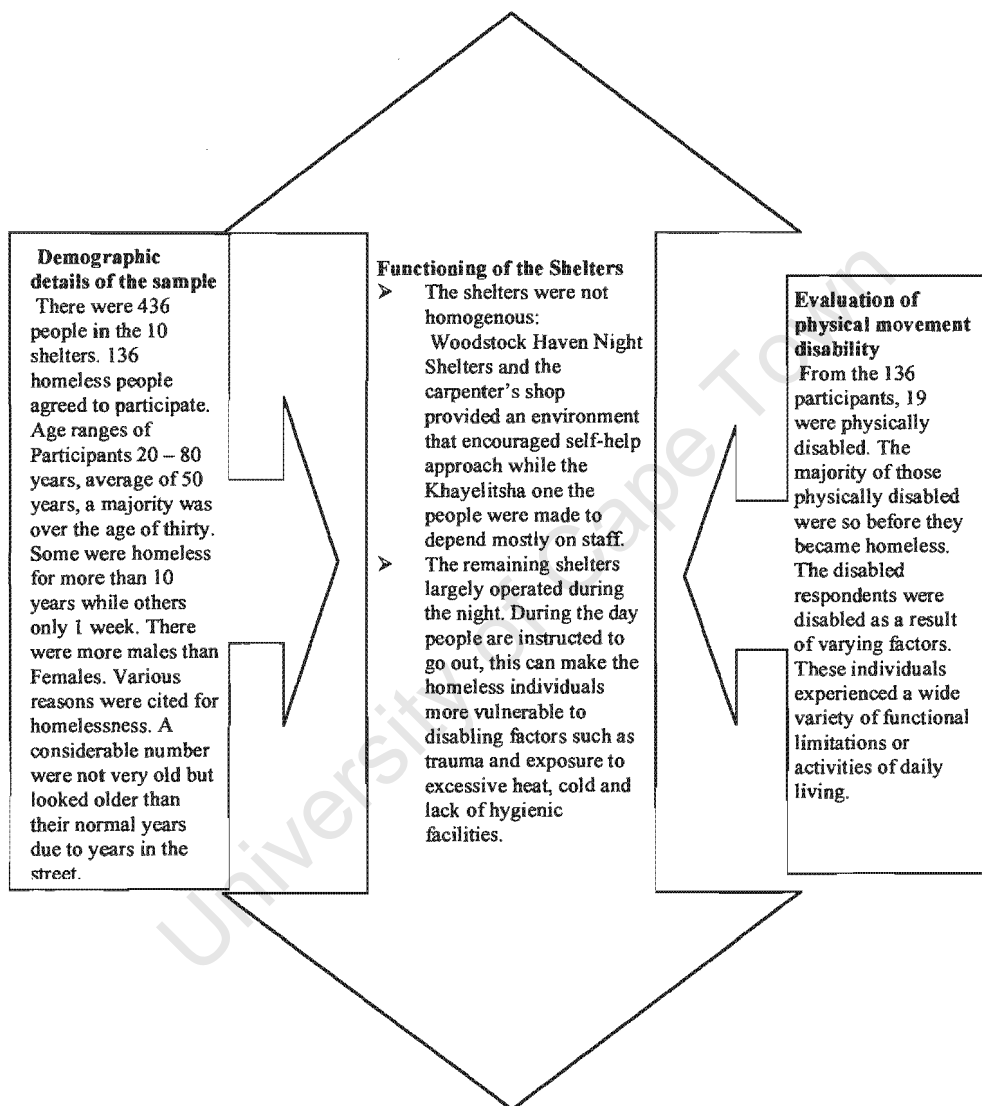 Demographic
details of the sample
There were 436
people in the 10
shelters. 136
homeless people
agreed to participate.
Age ranges of
Participants 20 – 80
years, average of 50
years, a majority was
over the age of thirty.
Some were homeless
for more than 10
years while others
only 1 week. There
were more males than
Females. Various
reasons were cited for
homelessness. A
considerable number
were not very old but
looked older than
their normal years
due to years in the
street.
Functioning of the Shelters
➢ The shelters were not
homogenous:
Woodstock Haven Night
Shelters and the
carpenter's shop
provided an environment
that encouraged self-help
approach while the
Khayelitsha one the
people were made to
depend mostly on staff.
➢ The remaining shelters
largely operated during
the night. During the day
people are instructed to
go out, this can make the
homeless individuals
more vulnerable to
disabling factors such as
trauma and exposure to
excessive heat, cold and
lack of hygienic
facilities.
Evaluation of
physical movement
disability
From the 136
participants, 19
were physically
disabled. The
majority of those
physically disabled
were so before they
became homeless.
The disabled
respondents were
disabled as a result
of varying factors.
These individuals
experienced a wide
variety of functional
limitations or
activities of daily
living.
University of Cape Town